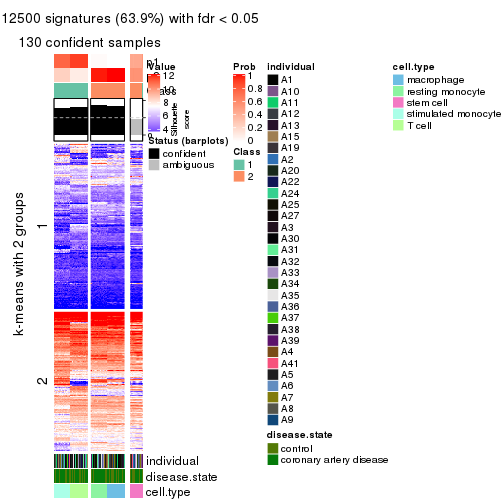 12500 signatures (63.9%) with fdr < 0.05
130 confident samples
k-means with 2 groups
1
2
p1
Value
12
10
8
6
4
Silhouette
score
Status (barplots)
confident
ambiguous
Prob
1
0.8
0.6
0.4
0.2
0
Class
1
2
individual
A1
A10
A11
A12
A13
A15
A19
A2
A20
A22
A24
A25
A27
A3
A30
A31
A32
A33
A34
A35
A36
A37
A38
A39
A4
A41
A5
A6
A7
A8
A9
disease.state
control
coronary artery disease
cell.type
macrophage
resting monocyte
stem cell
stimulated monocyte
T cell
individual
disease.state
cell.type